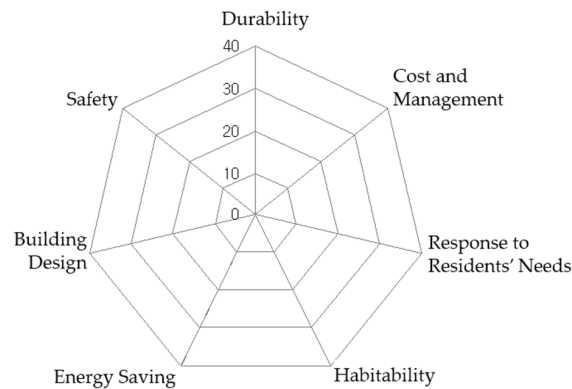 Durability
40
30
20
10
0
Cost and
Management
Response to
Residents' Needs
Habitability
Energy Saving
Building
Design
Safety